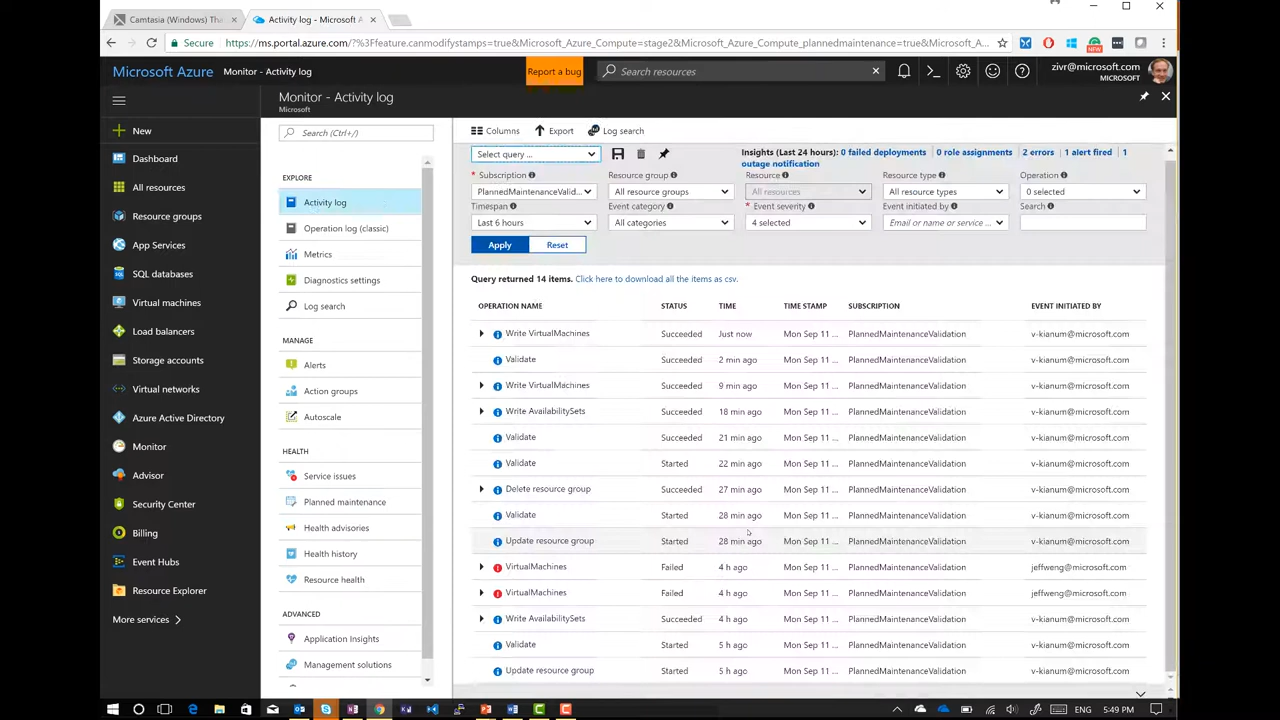 Camtasia (Windows) Tha
Activity log - Microsoft A
Secure
https://ms.portal.azure.com/?%3Ffeature.canmodifystamps=true&Microsoft_Azure_Compute=stage2&Microsoft_Azure_Compute_plannedmaintenance=true&Microsoft_A...
Microsoft Azure
Monitor - Activity log
Report a bug
Search resources
zivr@microsoft.com
MICROSOFT
New
Dashboard
All resources
Resource groups
App Services
SQL databases
Virtual machines
Load balancers
Storage accounts
Virtual networks
Azure Active Directory
Monitor
Advisor
Security Center
Billing
Event Hubs
Resource Explorer
More services
Monitor - Activity log
Microsoft
Search (Ctrl+/)
EXPLORE
Activity log
Operation log (classic)
Metrics
Diagnostics settings
Log search
MANAGE
Alerts
Action groups
Autoscale
HEALTH
Service issues
Planned maintenance
Health advisories
Health history
Resource health
ADVANCED
Application Insights
Management solutions
Columns Export Log search
Select query ...
Insights (Last 24 hours): 0 failed deployments | 0 role assignments | 2 errors | 1 alert fired | 1
outage notification
* Subscription Resource group Resource Resource type Operation
PlannedMaintenanceValid... All resource groups All resources All resource types 0 selected
Timespan Event category * Event severity Event initiated by Search
Last 6 hours All categories 4 selected Email or name or service ...
Apply Reset
Query returned 14 items. Click here to download all the items as csv.
OPERATION NAME STATUS TIME TIME STAMP SUBSCRIPTION EVENT INITIATED BY
Write VirtualMachines Succeeded Just now Mon Sep 11 ... PlannedMaintenanceValidation v-kianum@microsoft.com
Validate Succeeded 2 min ago Mon Sep 11 ... PlannedMaintenanceValidation v-kianum@microsoft.com
Write VirtualMachines Succeeded 9 min ago Mon Sep 11 ... PlannedMaintenanceValidation v-kianum@microsoft.com
Write AvailabilitySets Succeeded 18 min ago Mon Sep 11 ... PlannedMaintenanceValidation v-kianum@microsoft.com
Validate Succeeded 21 min ago Mon Sep 11 ... PlannedMaintenanceValidation v-kianum@microsoft.com
Validate Started 22 min ago Mon Sep 11 ... PlannedMaintenanceValidation v-kianum@microsoft.com
Delete resource group Succeeded 27 min ago Mon Sep 11 ... PlannedMaintenanceValidation v-kianum@microsoft.com
Validate Started 28 min ago Mon Sep 11 ... PlannedMaintenanceValidation v-kianum@microsoft.com
Update resource group Started 28 min ago Mon Sep 11 ... PlannedMaintenanceValidation v-kianum@microsoft.com
VirtualMachines Failed 4 h ago Mon Sep 11 ... PlannedMaintenanceValidation jeffweng@microsoft.com
VirtualMachines Failed 4 h ago Mon Sep 11 ... PlannedMaintenanceValidation jeffweng@microsoft.com
Write AvailabilitySets Succeeded 4 h ago Mon Sep 11 ... PlannedMaintenanceValidation v-kianum@microsoft.com
Validate Started 5 h ago Mon Sep 11 ... PlannedMaintenanceValidation v-kianum@microsoft.com
Update resource group Started 5 h ago Mon Sep 11 ... PlannedMaintenanceValidation v-kianum@microsoft.com
ENG 5:49 PM